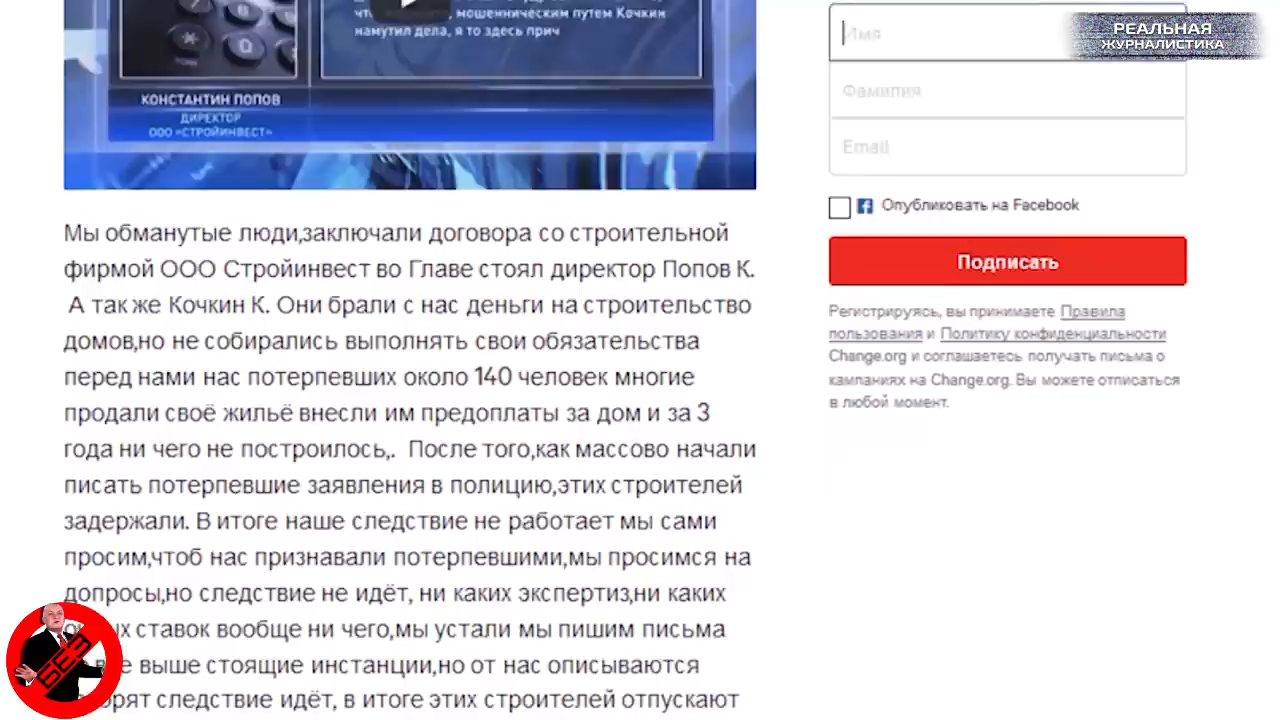 мошенническим путем Кочкин
намутил дела, я то здесь прич
КОНСТАНТИН ПОПОВ
ДИРЕКТОР
ООО «СТРОЙИНВЕСТ»
Мы обманутые люди,заключали договора со строительной
фирмой ООО Стройинвест во Главе стоял директор Попов К.
А так же Кочкин К. Они брали с нас деньги на строительство
домов,но не собирались выполнять свои обязательства
перед нами нас потерпевших около 140 человек многие
продали своё жильё внесли им предоплаты за дом и за 3
года ни чего не построилось,. После того,как массово начали
писать потерпевшие заявления в полицию,этих строителей
задержали. В итоге наше следствие не работает мы сами
просим,чтоб нас признавали потерпевшими,мы просимся на
допросы,но следствие не идёт, ни каких экспертиз,ни каких
ставок вообще ни чего,мы устали мы пишим письма
выше стоящие инстанции,но от нас описываются
следствие идёт, в итоге этих строителей отпускают
РЕАЛЬНАЯ
ЖУРНАЛИСТИКА
Имя
Фамилия
Email
Опубликовать на Facebook
Подписать
Регистрируясь, вы принимаете Правила
пользования и Политику конфиденциальности
Change.org и соглашаетесь получать письма о
кампаниях на Change.org. Вы можете отписаться
в любой момент.
БЕЗ